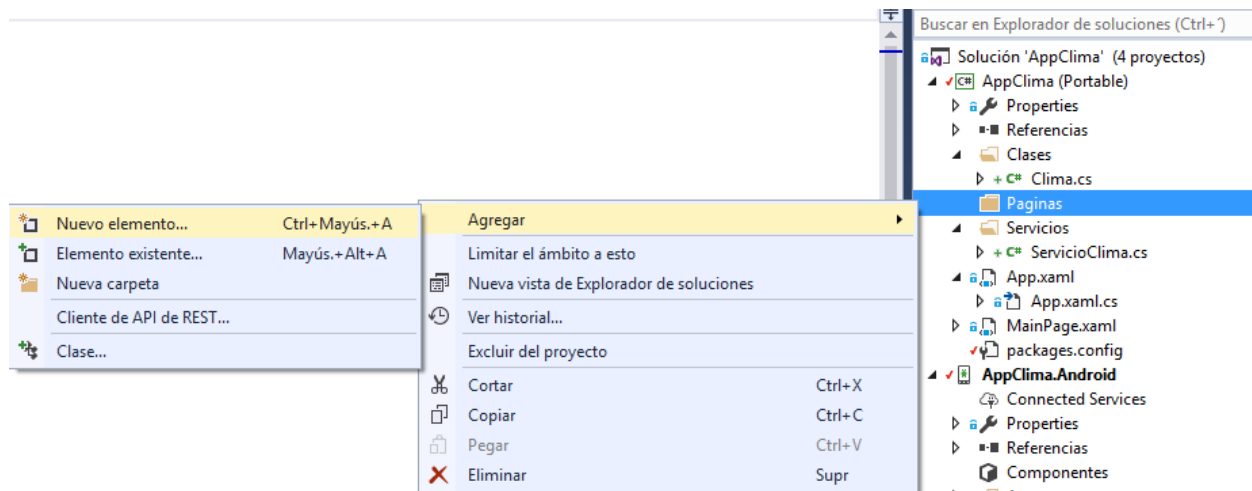 Buscar en Explorador de soluciones (Ctrl+´)
Solución 'AppClima' (4 proyectos)
C# AppClima (Portable)
Properties
Referencias
Clases
+ C# Clima.cs
Paginas
Servicios
+ C# ServicioClima.cs
App.xaml
App.xaml.cs
MainPage.xaml
packages.config
AppClima.Android
Connected Services
Properties
Referencias
Componentes
Agregar
Limitar el ámbito a esto
Nueva vista de Explorador de soluciones
Ver historial...
Excluir del proyecto
Cortar Ctrl+X
Copiar Ctrl+C
Pegar Ctrl+V
Eliminar Supr
Nuevo elemento... Ctrl+Mayús.+A
Elemento existente... Mayús.+Alt+A
Nueva carpeta
Cliente de API de REST...
Clase...